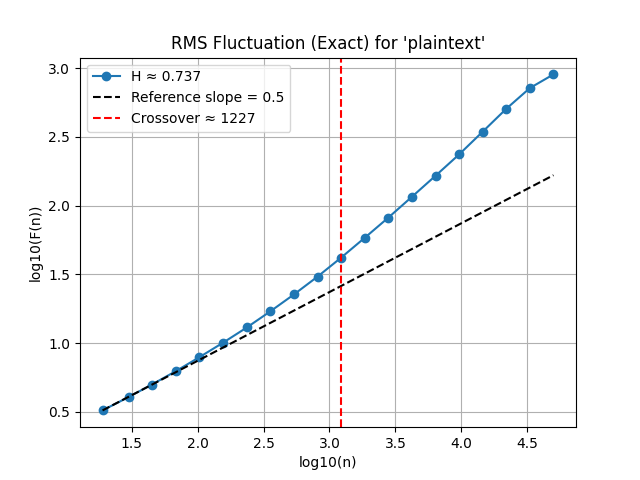 RMS Fluctuation (Exact) for 'plaintext'
H ≈ 0.737
Reference slope = 0.5
Crossover ≈ 1227
log10(F(n))
3.0
2.5
2.0
1.5
1.0
0.5
1.5 2.0 2.5 3.0 3.5 4.0 4.5
log10(n)